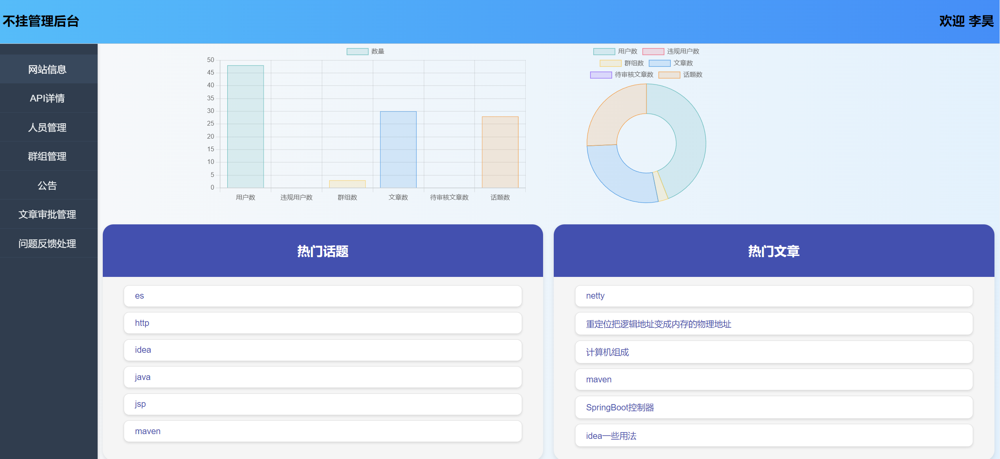 不挂管理后台
欢迎 李昊
网站信息
API详情
人员管理
群组管理
公告
文章审批管理
问题反馈处理
数量
50
45
40
35
30
25
20
15
10
5
0
用户数 违规用户数 群组数 文章数 待审核文章数 话题数
用户数 违规用户数
群组数 文章数
待审核文章数 话题数
热门话题
es
http
idea
java
jsp
maven
热门文章
netty
重定位把逻辑地址变成内存的物理地址
计算机组成
maven
SpringBoot控制器
idea一些用法